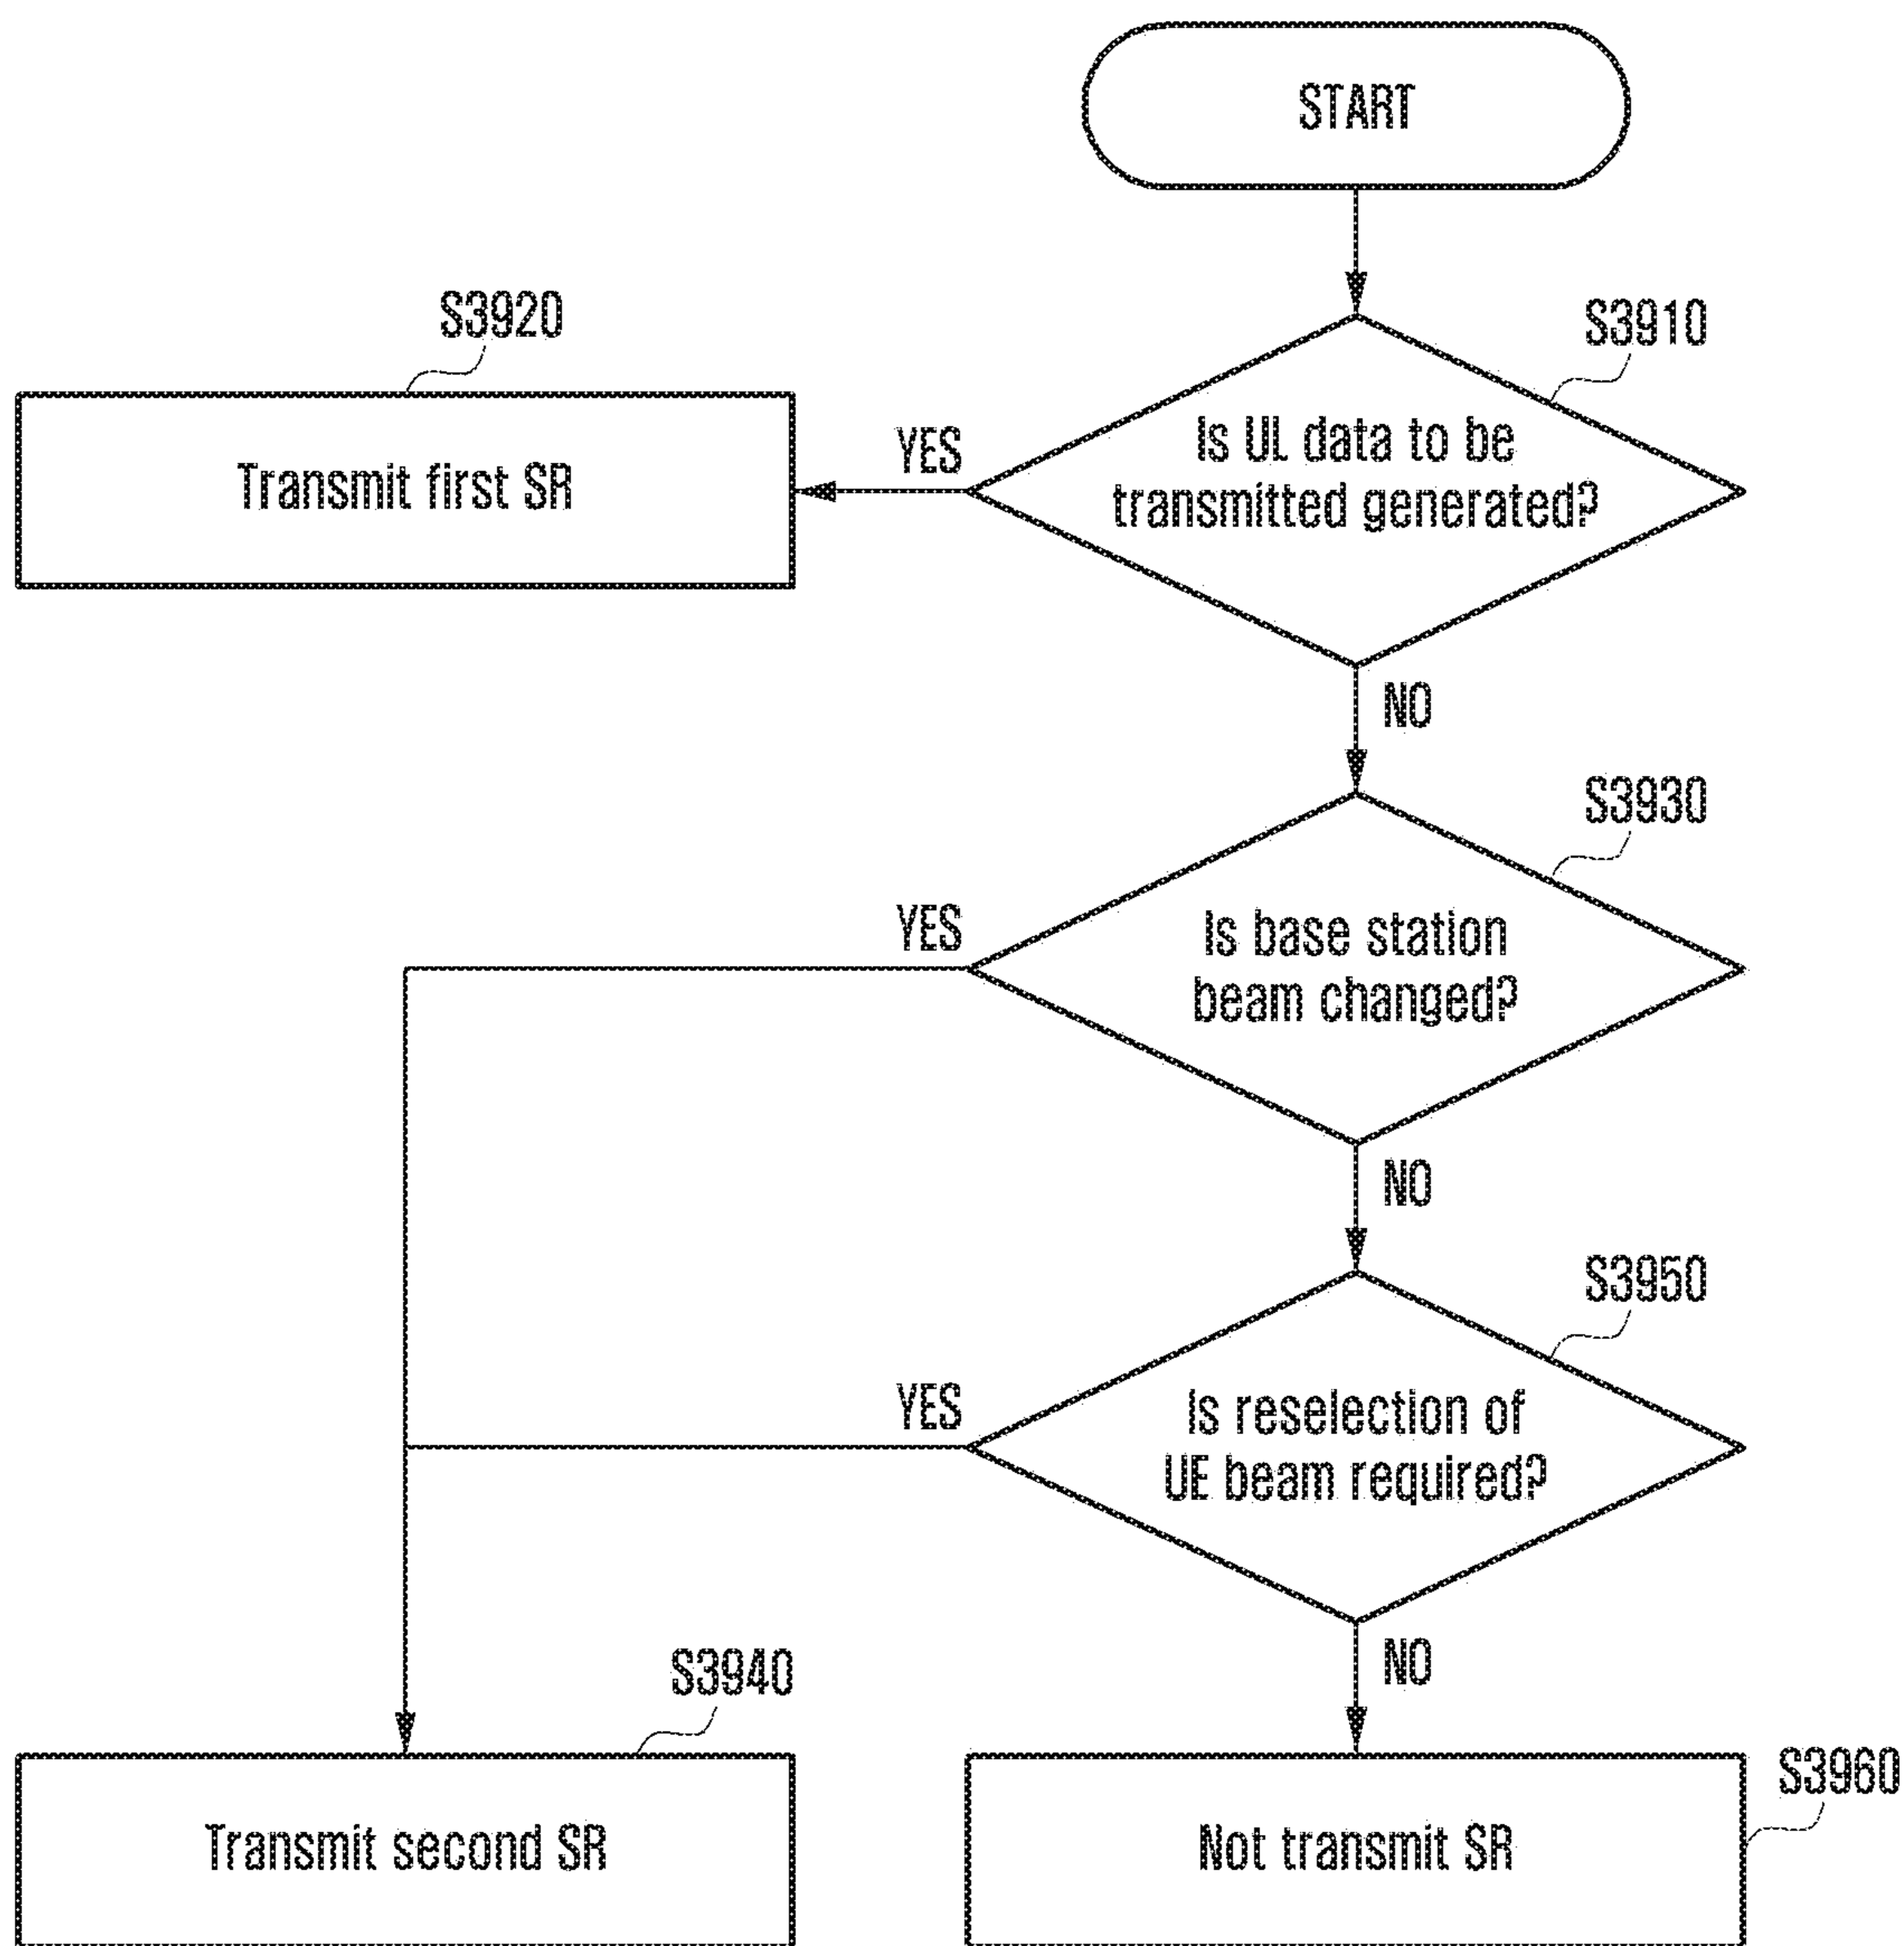 START
S3920
S3910
Transmit first SR
YES
Is UL data to be
transmitted generated?
NO
S3930
YES
Is base station
beam changed?
NO
S3950
YES
Is reselection of
UE beam required?
NO
S3940
Transmit second SR
Not transmit SR
S3960